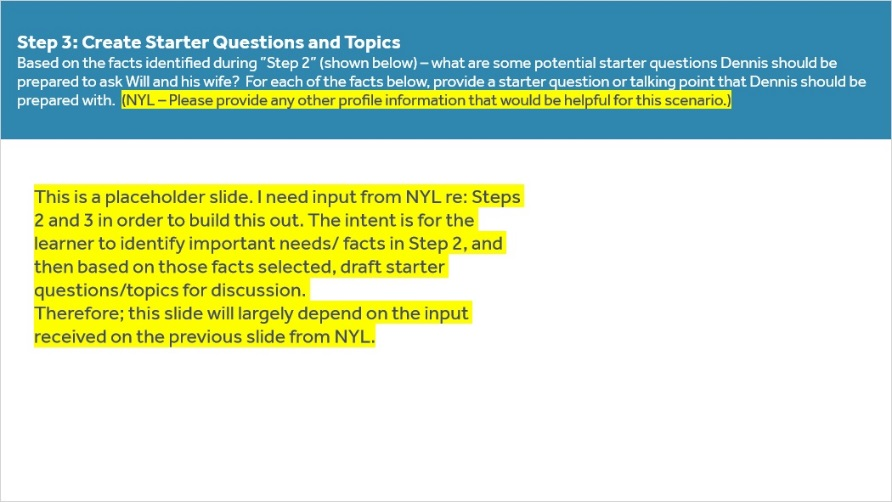 Step 3: Create Starter Questions and Topics
Based on the facts identified during "Step 2" (shown below) – what are some potential starter questions Dennis should be
prepared to ask Will and his wife? For each of the facts below, provide a starter question or talking point that Dennis should be
prepared with. (NYL – Please provide any other profile information that would be helpful for this scenario.)
This is a placeholder slide. I need input from NYL re: Steps
2 and 3 in order to build this out. The intent is for the
learner to identify important needs/ facts in Step 2, and
then based on those facts selected, draft starter
questions/topics for discussion.
Therefore; this slide will largely depend on the input
received on the previous slide from NYL.